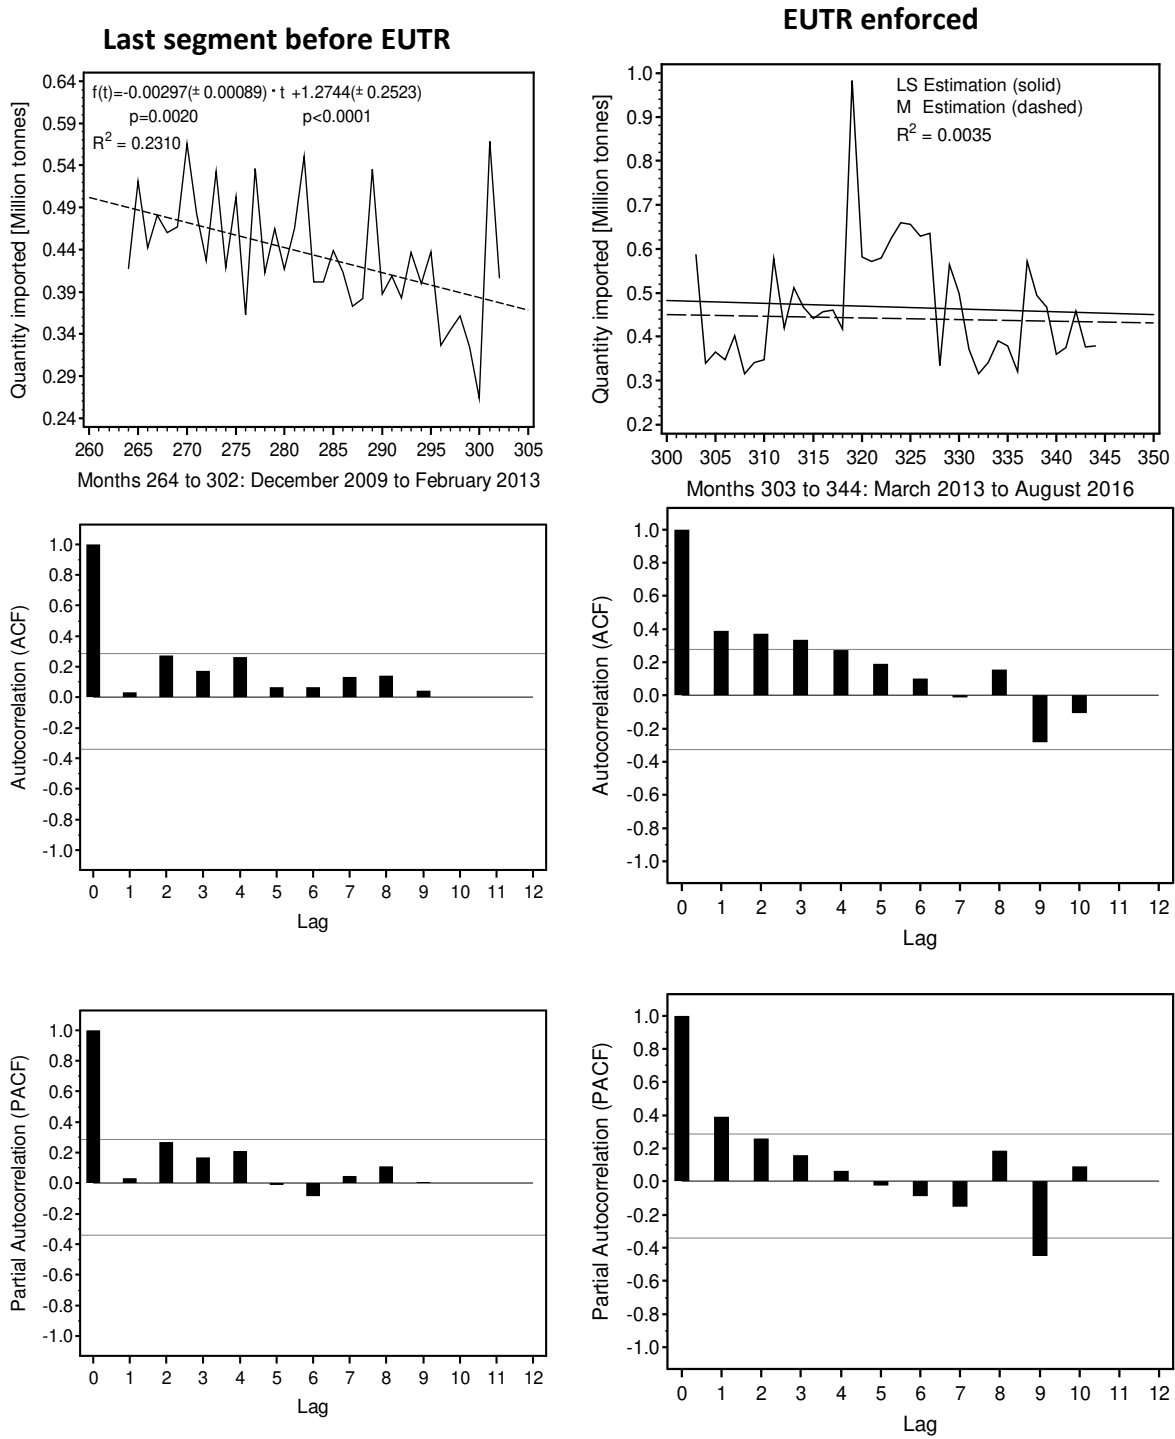 Last segment before EUTR
f(t)=-0.00297(± 0.00089) · t +1.2744(± 0.2523)
p=0.0020 p<0.0001
R² = 0.2310
Quantity imported [Million tonnes]
0.64
0.59
0.54
0.49
0.44
0.39
0.34
0.29
0.24
260 265 270 275 280 285 290 295 300 305
Months 264 to 302: December 2009 to February 2013
EUTR enforced
LS Estimation (solid)
M Estimation (dashed)
R² = 0.0035
Quantity imported [Million tonnes]
1.0
0.9
0.8
0.7
0.6
0.5
0.4
0.3
0.2
300 305 310 315 320 325 330 335 340 345 350
Months 303 to 344: March 2013 to August 2016
Autocorrelation (ACF)
1.0
0.8
0.6
0.4
0.2
0.0
-0.2
-0.4
-0.6
-0.8
-1.0
0 1 2 3 4 5 6 7 8 9 10 11 12
Lag
Autocorrelation (ACF)
1.0
0.8
0.6
0.4
0.2
0.0
-0.2
-0.4
-0.6
-0.8
-1.0
0 1 2 3 4 5 6 7 8 9 10 11 12
Lag
Partial Autocorrelation (PACF)
1.0
0.8
0.6
0.4
0.2
0.0
-0.2
-0.4
-0.6
-0.8
-1.0
0 1 2 3 4 5 6 7 8 9 10 11 12
Lag
Partial Autocorrelation (PACF)
1.0
0.8
0.6
0.4
0.2
0.0
-0.2
-0.4
-0.6
-0.8
-1.0
0 1 2 3 4 5 6 7 8 9 10 11 12
Lag